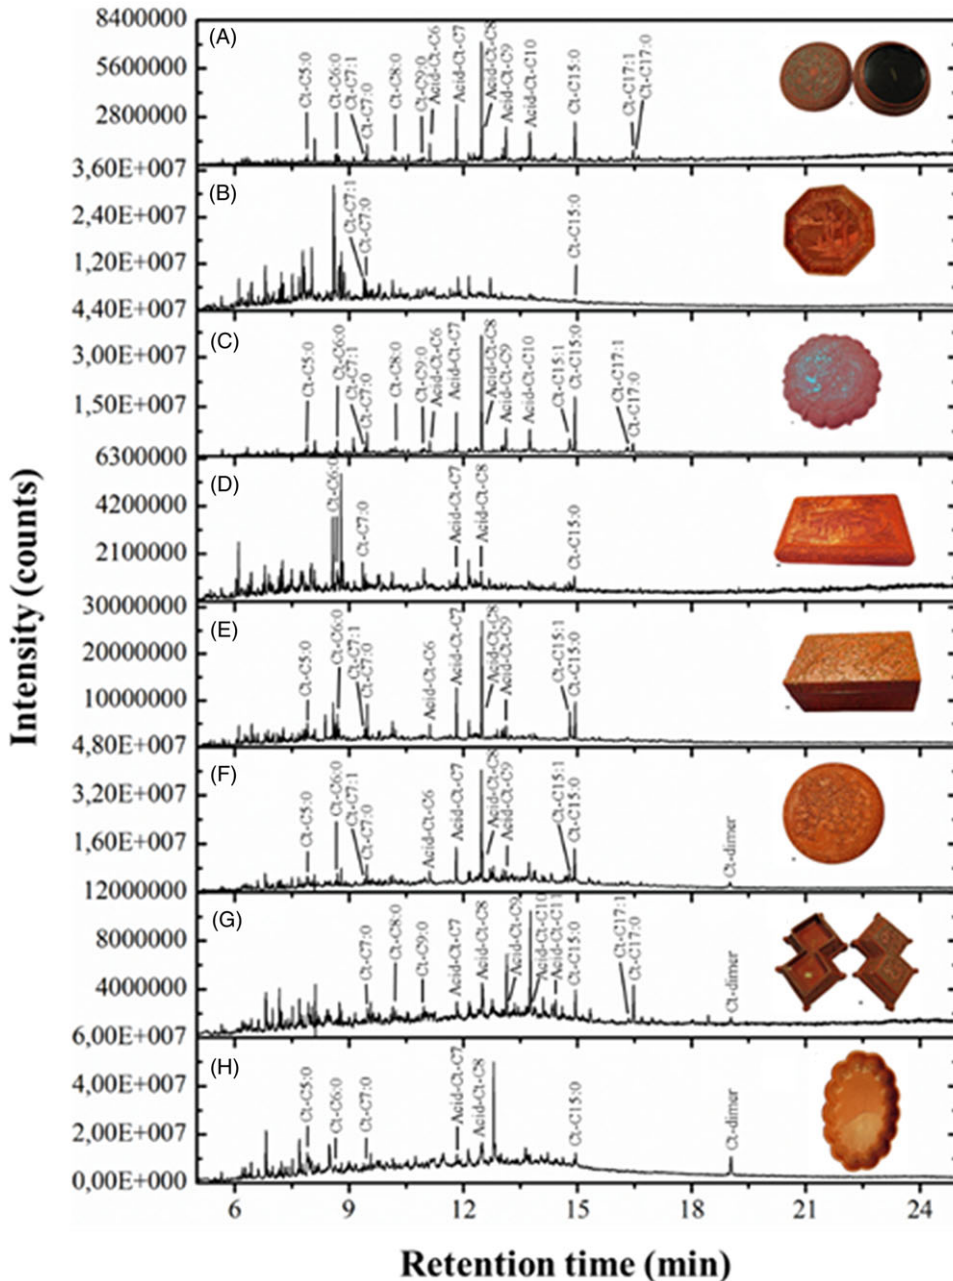 Intensity (counts)
(A)
8400000
5600000
2800000
Ct-C5:0
Ct-C6:0
Ct-C7:1
Ct-C7:0
Ct-C8:0
Ct-C9:0
Acid-Ct-C6
Acid-Ct-C7
Acid-Ct-C8
Acid-Ct-C9
Acid-Ct-C10
Ct-C15:0
Ct-C17:1
Ct-C17:0
(B)
3,60E+007
2,40E+007
1,20E+007
Ct-C7:1
Ct-C7:0
Ct-C15:0
(C)
4,40E+007
3,00E+007
1,50E+007
Ct-C5:0
Ct-C6:0
Ct-C7:1
Ct-C7:0
Ct-C8:0
Ct-C9:0
Acid-Ct-C6
Acid-Ct-C7
Acid-Ct-C8
Acid-Ct-C9
Acid-Ct-C10
Ct-C15:1
Ct-C15:0
Ct-C17:1
Ct-C17:0
(D)
6300000
4200000
2100000
Ct-C6:0
Ct-C7:0
Acid-Ct-C7
Acid-Ct-C8
Ct-C15:0
(E)
30000000
20000000
10000000
Ct-C5:0
Ct-C6:0
Ct-C7:1
Ct-C7:0
Acid-Ct-C6
Acid-Ct-C7
Acid-Ct-C8
Acid-Ct-C9
Ct-C15:1
Ct-C15:0
(F)
4,80E+007
3,20E+007
1,60E+007
Ct-C5:0
Ct-C6:0
Ct-C7:1
Ct-C7:0
Acid-Ct-C6
Acid-Ct-C7
Acid-Ct-C8
Acid-Ct-C9
Ct-C15:1
Ct-C15:0
Ct-dimer
(G)
12000000
8000000
4000000
Ct-C7:0
Ct-C8:0
Ct-C9:0
Acid-Ct-C7
Acid-Ct-C8
Acid-Ct-C9
Acid-Ct-C10
Acid-Ct-C11
Ct-C15:0
Ct-C17:1
Ct-C17:0
Ct-dimer
(H)
6,00E+007
4,00E+007
2,00E+007
0,00E+000
Ct-C5:0
Ct-C6:0
Ct-C7:0
Acid-Ct-C7
Acid-Ct-C8
Ct-C15:0
Ct-dimer
6 9 12 15 18 21 24
Retention time (min)